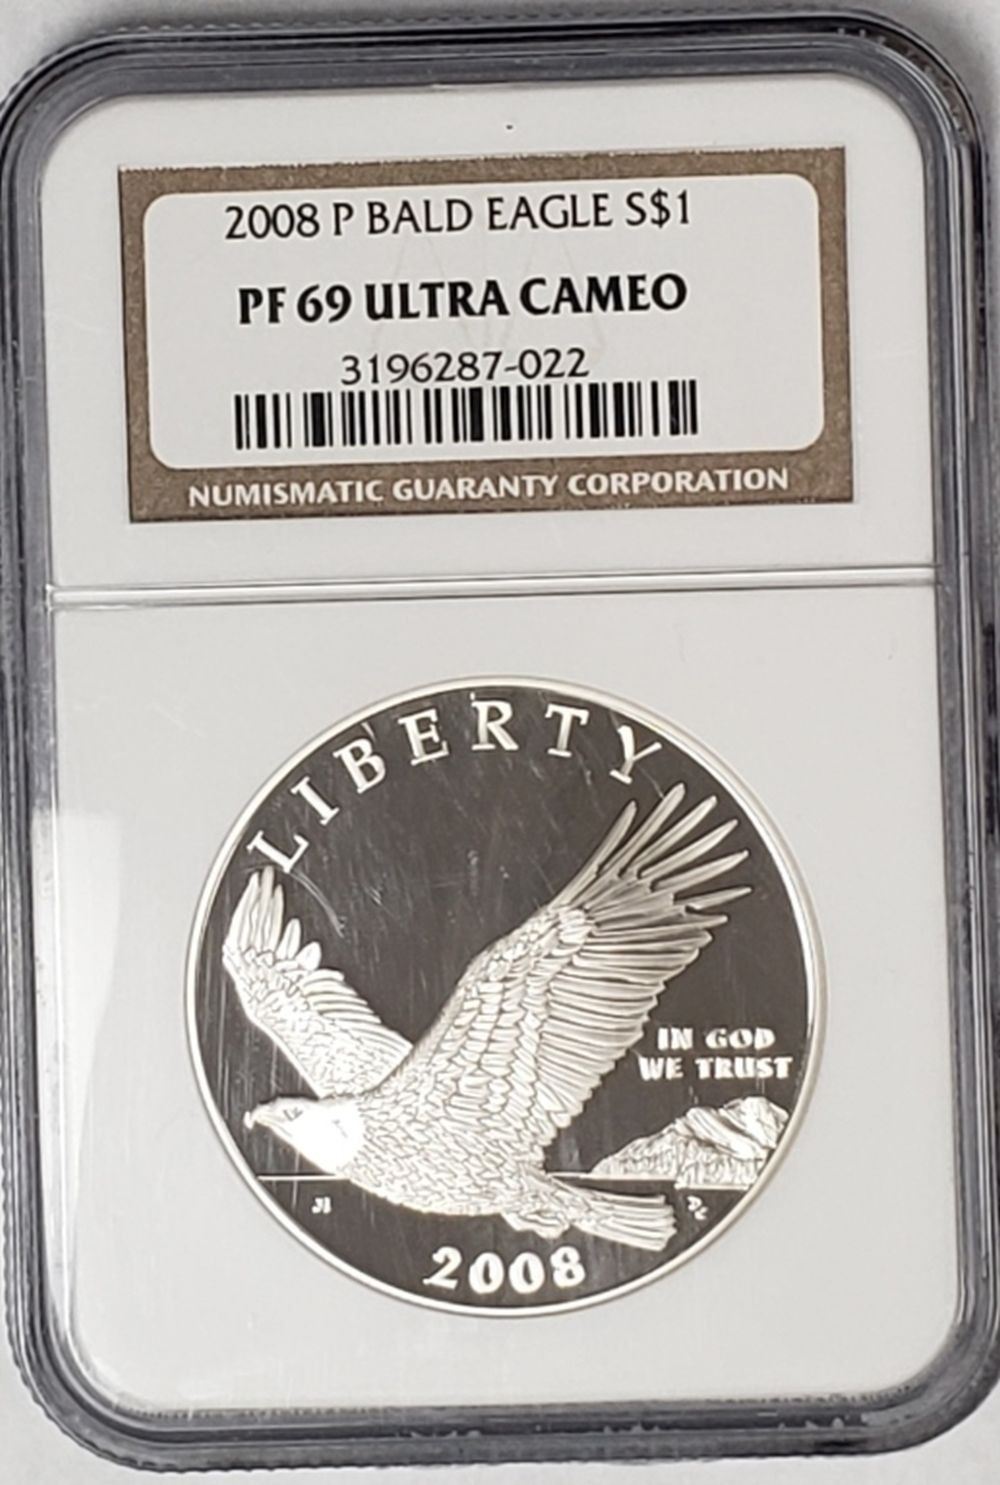 2008 P BALD EAGLE S$1
PF 69 ULTRA CAMEO
3196287-022
NUMISMATIC GUARANTY CORPORATION
LIBERTY
IN GOD
WE TRUST
2008